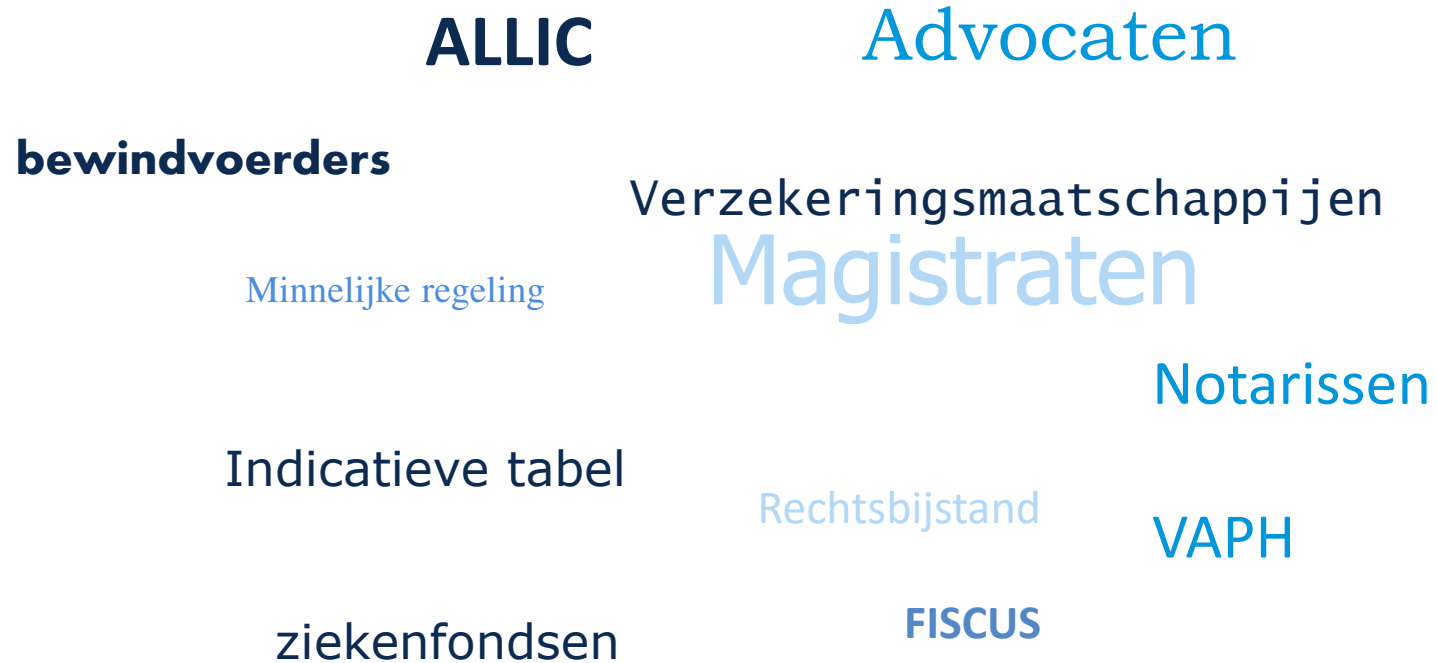 ALLIC
Advocaten
bewindvoerders
Verzekeringsmaatschappijen
Magistraten
Minnelijke regeling
Notarissen
Indicatieve tabel
Rechtsbijstand
VAPH
FISCUS
ziekenfondsen